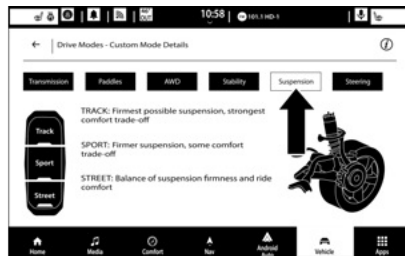 46° OUT 10:58 101.1 HD-1
Drive Modes - Custom Mode Details
Transmission Paddles AWD Stability Suspension Steering
TRACK: Firmest possible suspension, strongest
comfort trade-off
Track
SPORT: Firmer suspension, some comfort
trade-off
Sport
STREET: Balance of suspension firmness and ride
comfort
Street
Home Media Comfort Nav Android Auto Vehicle Apps